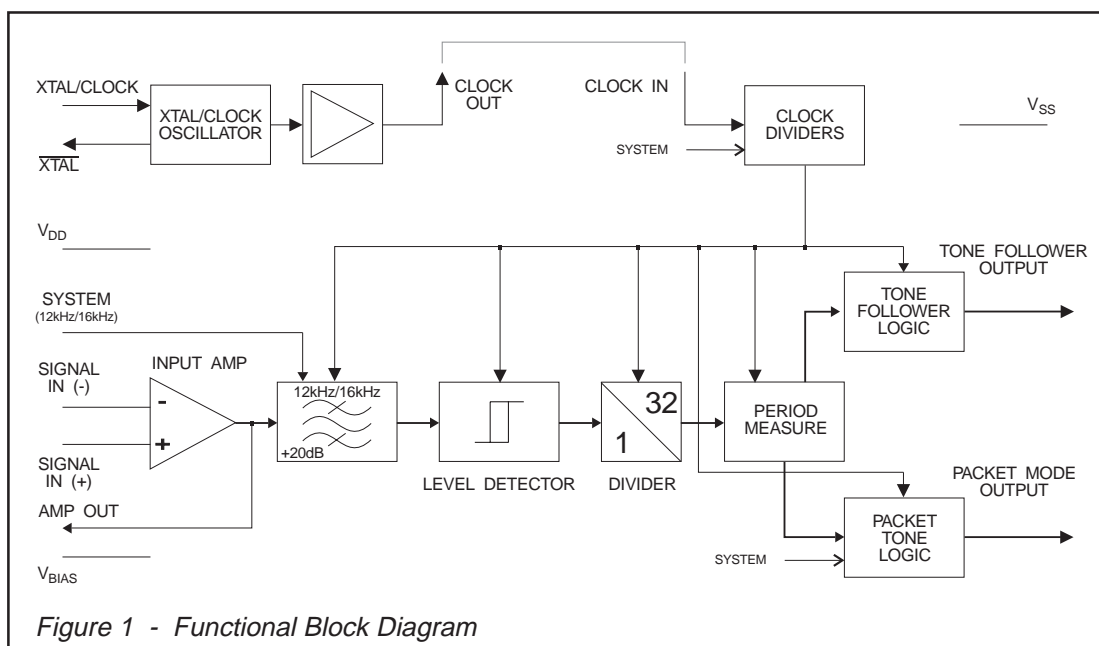 XTAL/CLOCK
XTAL
XTAL/CLOCK
OSCILLATOR
CLOCK
OUT
CLOCK IN
SYSTEM
CLOCK
DIVIDERS
VSS
VDD
SYSTEM
(12kHz/16kHz)
SIGNAL
IN (-)
INPUT AMP
-
+
SIGNAL
IN (+)
AMP OUT
VBIAS
12kHz/16kHz
+20dB
LEVEL DETECTOR
32
1
DIVIDER
PERIOD
MEASURE
TONE
FOLLOWER
LOGIC
TONE FOLLOWER
OUTPUT
PACKET MODE
OUTPUT
PACKET
TONE
LOGIC
SYSTEM
Figure 1 - Functional Block Diagram